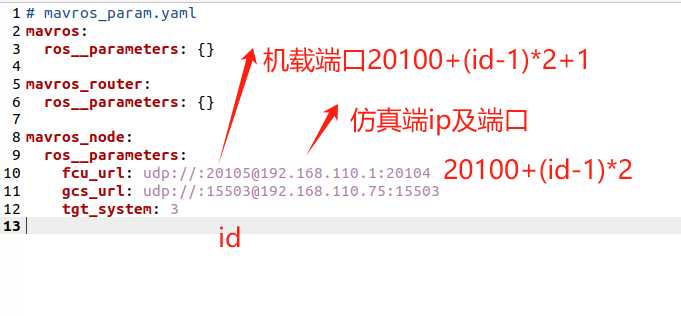 1 # mavros_param.yaml
2 mavros:
3 ros__parameters: {}
机载端口20100+(id-1)*2+1
4
5 mavros_router:
6 ros__parameters: {}
仿真端ip及端口
7
8 mavros_node:
9 ros__parameters:
10 fcu_url: udp://:20105@192.168.110.1:20104
20100+(id-1)*2
11 gcs_url: udp://:15503@192.168.110.75:15503
12 tgt_system: 3
13
id